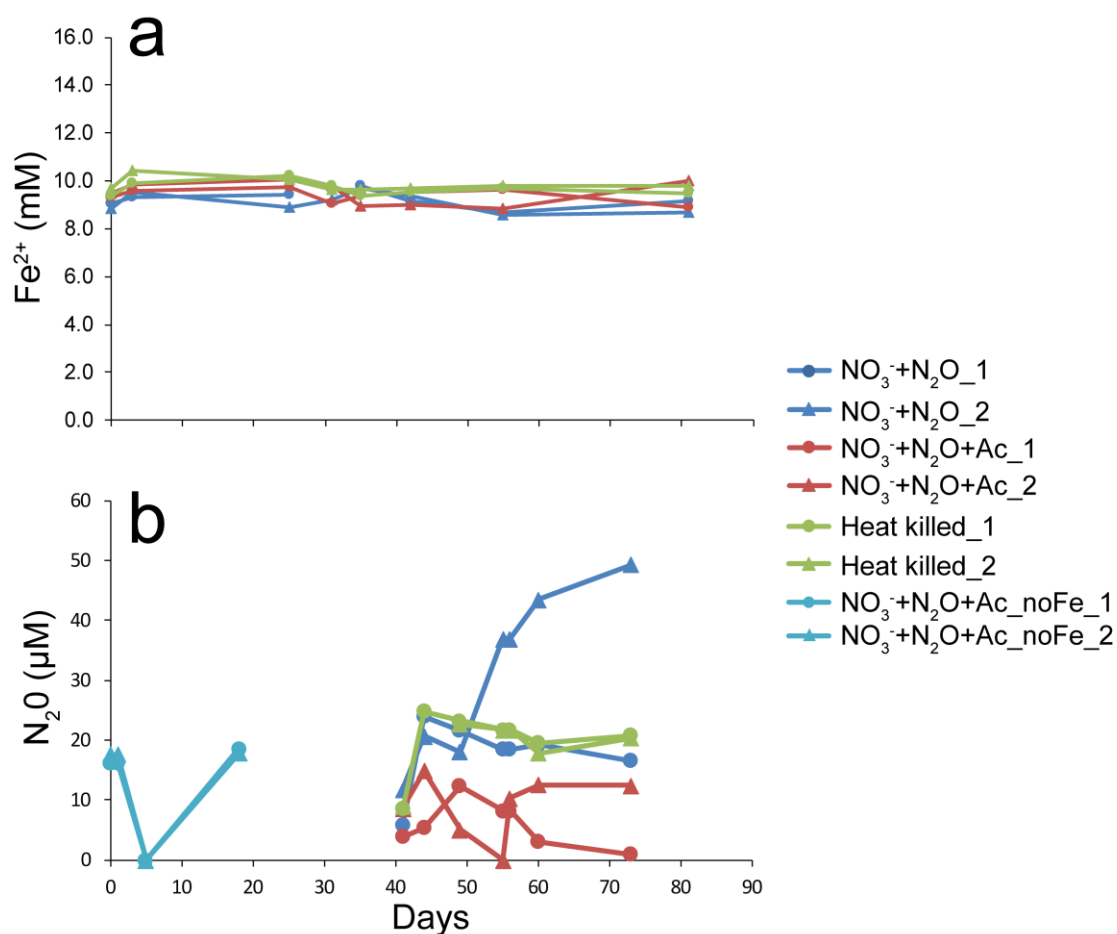 a
16.0
14.0
12.0
10.0
8.0
6.0
4.0
2.0
0.0
Fe²⁺ (mM)
NO₃⁻+N₂O_1
NO₃⁻+N₂O_2
NO₃⁻+N₂O+Ac_1
NO₃⁻+N₂O+Ac_2
Heat killed_1
Heat killed_2
NO₃⁻+N₂O+Ac_noFe_1
NO₃⁻+N₂O+Ac_noFe_2
b
60
50
40
30
20
10
0
N₂0 (µM)
0 10 20 30 40 50 60 70 80 90
Days